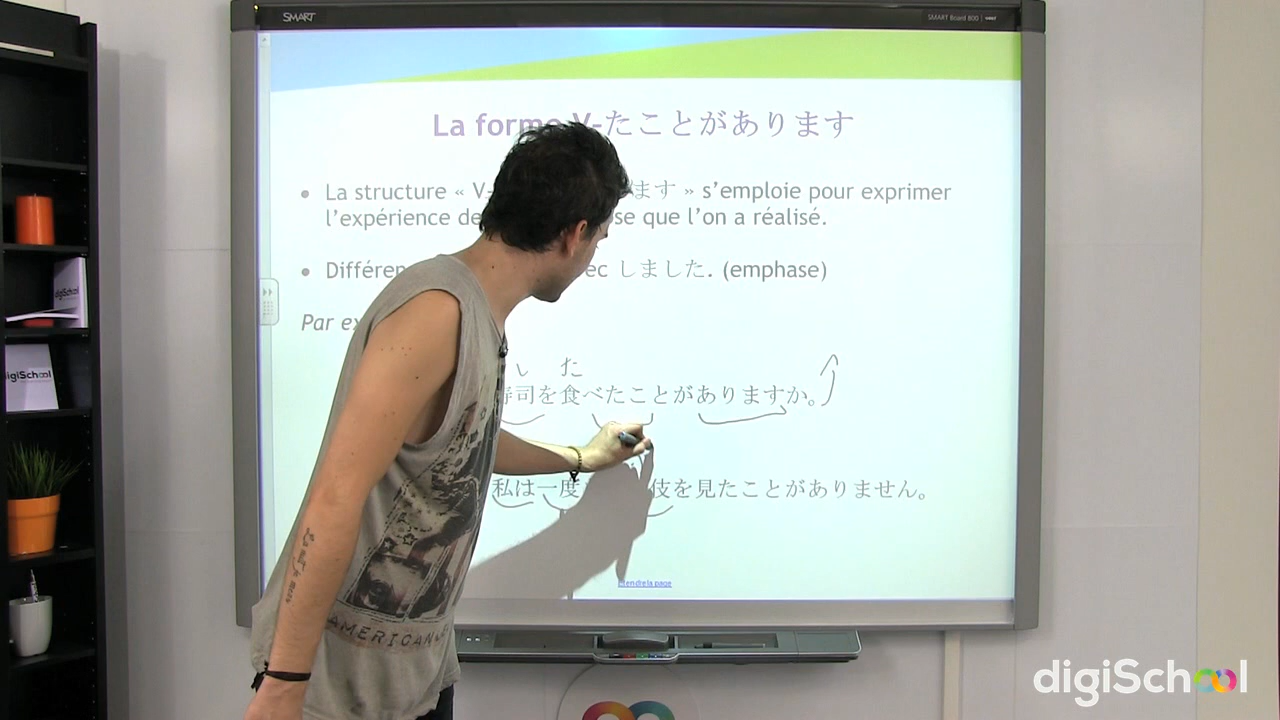 SMART
SMART Board 800
La forme V-たことがあります
La structure « V- ます » s'emploie pour exprimer
l'expérience de se que l'on a réalisé.
Différen ec しました. (emphase)
Par ex
し た
寿司を食べたことがありますか。
私は一度 伎を見たことがありません。
Étendre la page
digiSchool
digiSchool
AMERICAN
digiSchool